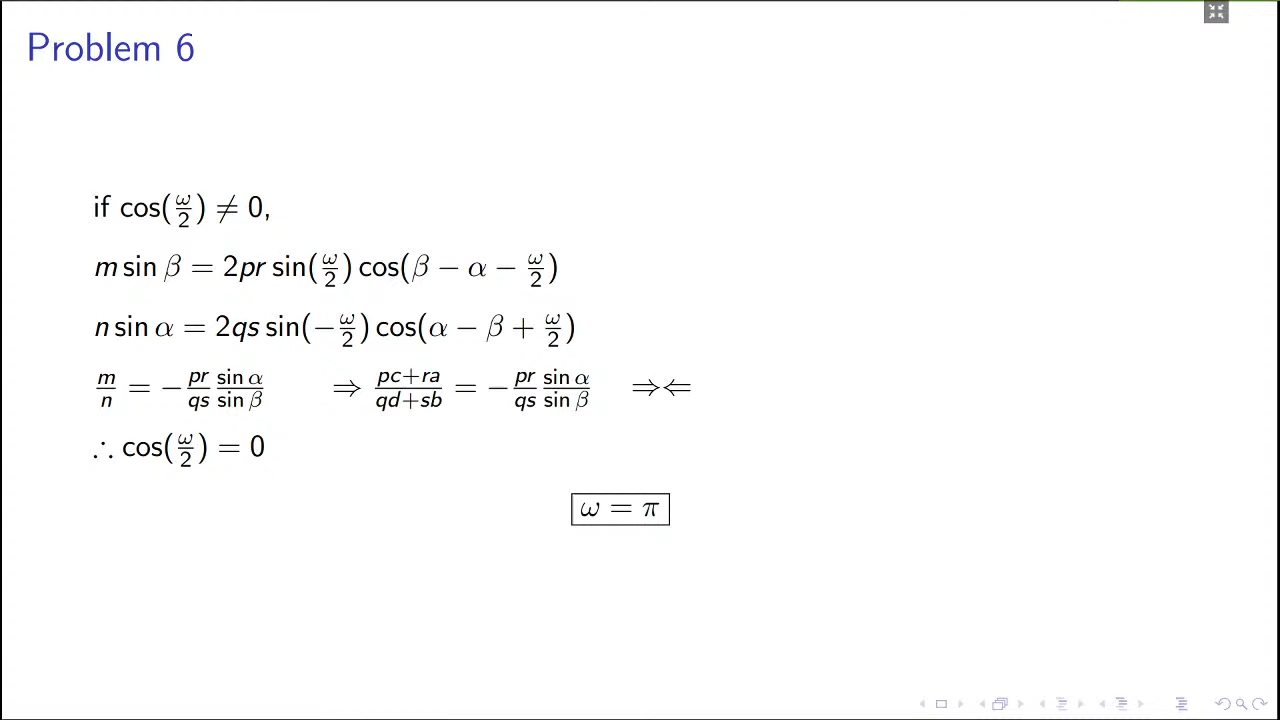 Problem 6
if cos(ω/2) ≠ 0,
m sin β = 2pr sin(ω/2) cos(β − α − ω/2)
n sin α = 2qs sin(−ω/2) cos(α − β + ω/2)
m/n = −pr/qs sin α/sin β ⇒ pc+ra/qd+sb = −pr/qs sin α/sin β ⇒⇐
∴ cos(ω/2) = 0
ω = π